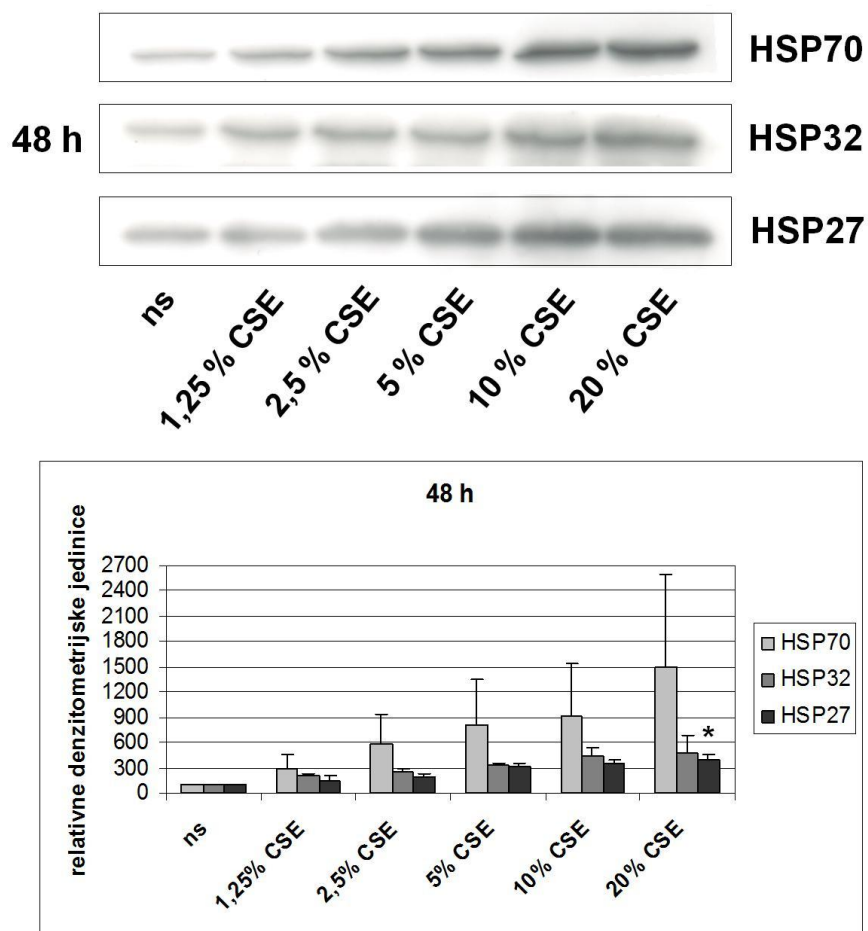 HSP70
48 h
HSP32
HSP27
ns
1,25 % CSE
2,5 % CSE
5 % CSE
10 % CSE
20 % CSE
48 h
relativne denzitometrijske jedinice
2700
2400
2100
1800
1500
1200
900
600
300
0
*
HSP70
HSP32
HSP27
ns
1,25% CSE
2,5% CSE
5% CSE
10% CSE
20% CSE